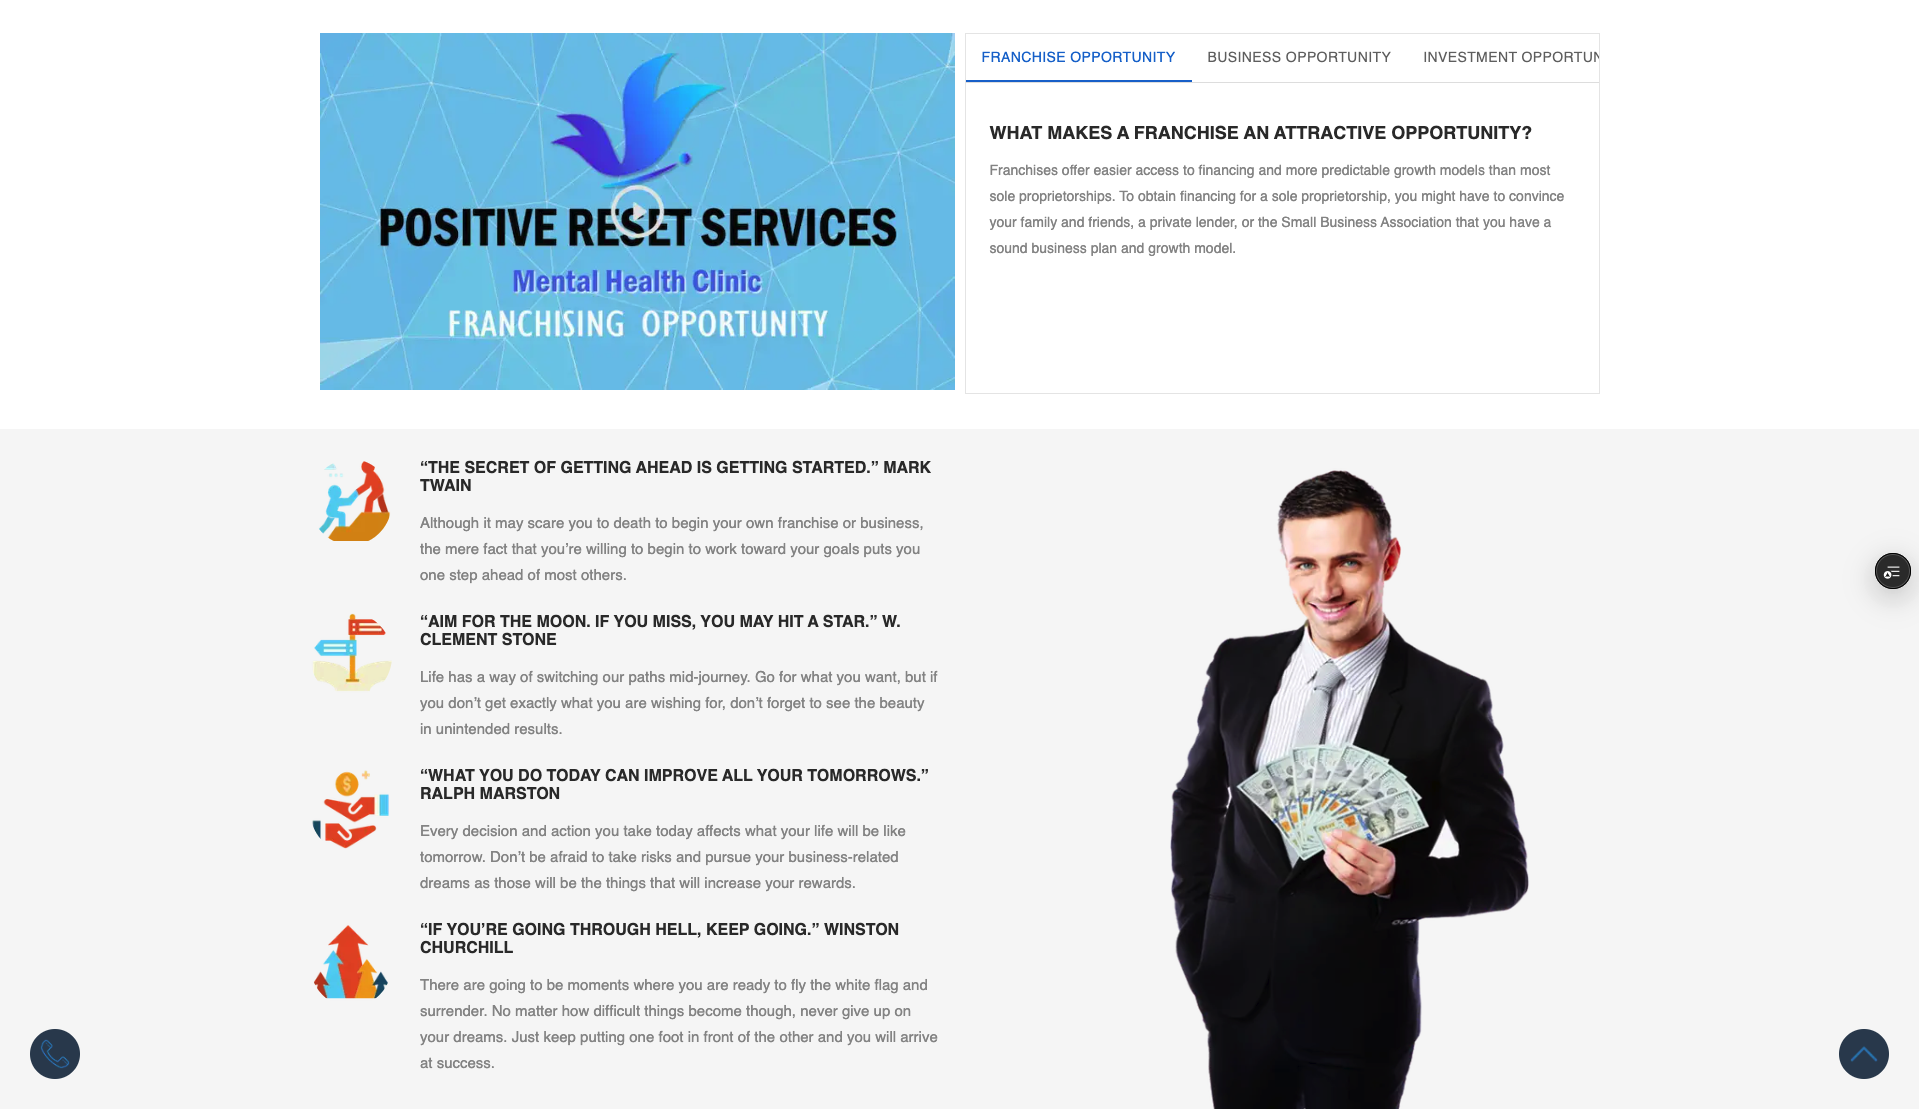 POSITIVE RESET SERVICES
Mental Health Clinic
FRANCHISING OPPORTUNITY
FRANCHISE OPPORTUNITY
BUSINESS OPPORTUNITY
INVESTMENT OPPORTUN
WHAT MAKES A FRANCHISE AN ATTRACTIVE OPPORTUNITY?
Franchises offer easier access to financing and more predictable growth models than most
sole proprietorships. To obtain financing for a sole proprietorship, you might have to convince
your family and friends, a private lender, or the Small Business Association that you have a
sound business plan and growth model.
“THE SECRET OF GETTING AHEAD IS GETTING STARTED.” MARK
TWAIN
Although it may scare you to death to begin your own franchise or business,
the mere fact that you’re willing to begin to work toward your goals puts you
one step ahead of most others.
“AIM FOR THE MOON. IF YOU MISS, YOU MAY HIT A STAR.” W.
CLEMENT STONE
Life has a way of switching our paths mid-journey. Go for what you want, but if
you don’t get exactly what you are wishing for, don’t forget to see the beauty
in unintended results.
“WHAT YOU DO TODAY CAN IMPROVE ALL YOUR TOMORROWS.”
RALPH MARSTON
Every decision and action you take today affects what your life will be like
tomorrow. Don’t be afraid to take risks and pursue your business-related
dreams as those will be the things that will increase your rewards.
“IF YOU’RE GOING THROUGH HELL, KEEP GOING.” WINSTON
CHURCHILL
There are going to be moments where you are ready to fly the white flag and
surrender. No matter how difficult things become though, never give up on
your dreams. Just keep putting one foot in front of the other and you will arrive
at success.